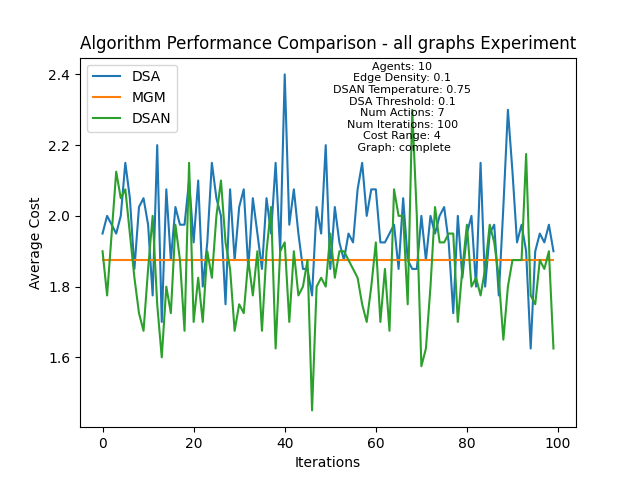 Algorithm Performance Comparison - all graphs Experiment
Agents: 10
Edge Density: 0.1
DSAN Temperature: 0.75
DSA Threshold: 0.1
Num Actions: 7
Num Iterations: 100
Cost Range: 4
Graph: complete
DSA
MGM
DSAN
Average Cost
2.4
2.2
2.0
1.8
1.6
0
20
40
60
80
100
Iterations